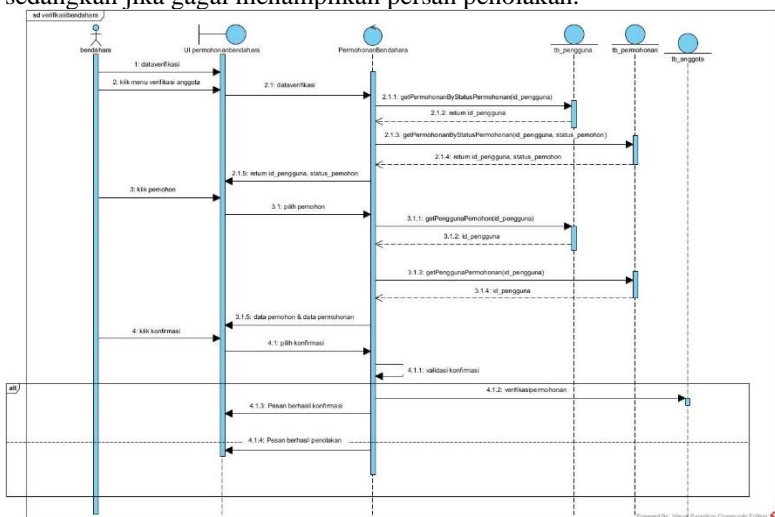 sedangkan jika gagal menampilkan persan penolakan.
sd verifikasibendahara
bendahara
UI permohonanbendahara
PermohonanBendahara
tb_pengguna
tb_permohonan
tb_anggota
1: dataverifikasi
2: klik menu verifikasi anggota
2.1: dataverifikasi
2.1.1: getPermohonanByStatusPermohonan(id_pengguna)
2.1.2: return id_pengguna
2.1.3: getPermohonanByStatusPermohonan(id_pengguna, status_pemohon)
2.1.4: return id_pengguna, status_pemohon
2.1.5: return id_pengguna, status_pemohon
3: klik pemohon
3.1: pilih pemohon
3.1.1: getPenggunaPemohon(id_pengguna)
3.1.2: id_pengguna
3.1.3: getPenggunaPermohonan(id_pengguna)
3.1.4: id_pengguna
3.1.5: data pemohon & data permohonan
4: klik konfirmasi
4.1: pilih konfirmasi
4.1.1: validasi konfirmasi
alt
4.1.2: verifikasipermohonan
4.1.3: Pesan berhasil konfirmasi
4.1.4: Pesan berhasil penolakan
Powered By: Visual Paradigm Community Edition